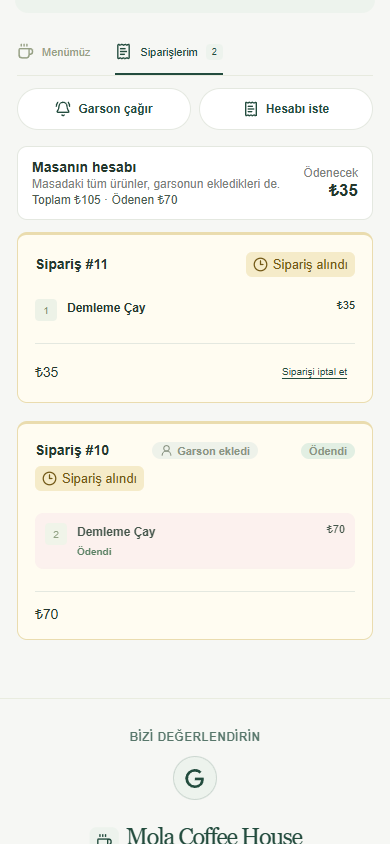 Menümüz
Siparişlerim 2
Garson çağır
Hesabı iste
Masanın hesabı
Masadaki tüm ürünler, garsonun ekledikleri de.
Toplam ₺105 · Ödenen ₺70
Ödenecek
₺35
Sipariş #11
Sipariş alındı
1 Demleme Çay ₺35
₺35 Siparişi iptal et
Sipariş #10 Garson ekledi Ödendi
Sipariş alındı
2 Demleme Çay ₺70
Ödendi
₺70
BİZİ DEĞERLENDİRİN
G
Mola Coffee House